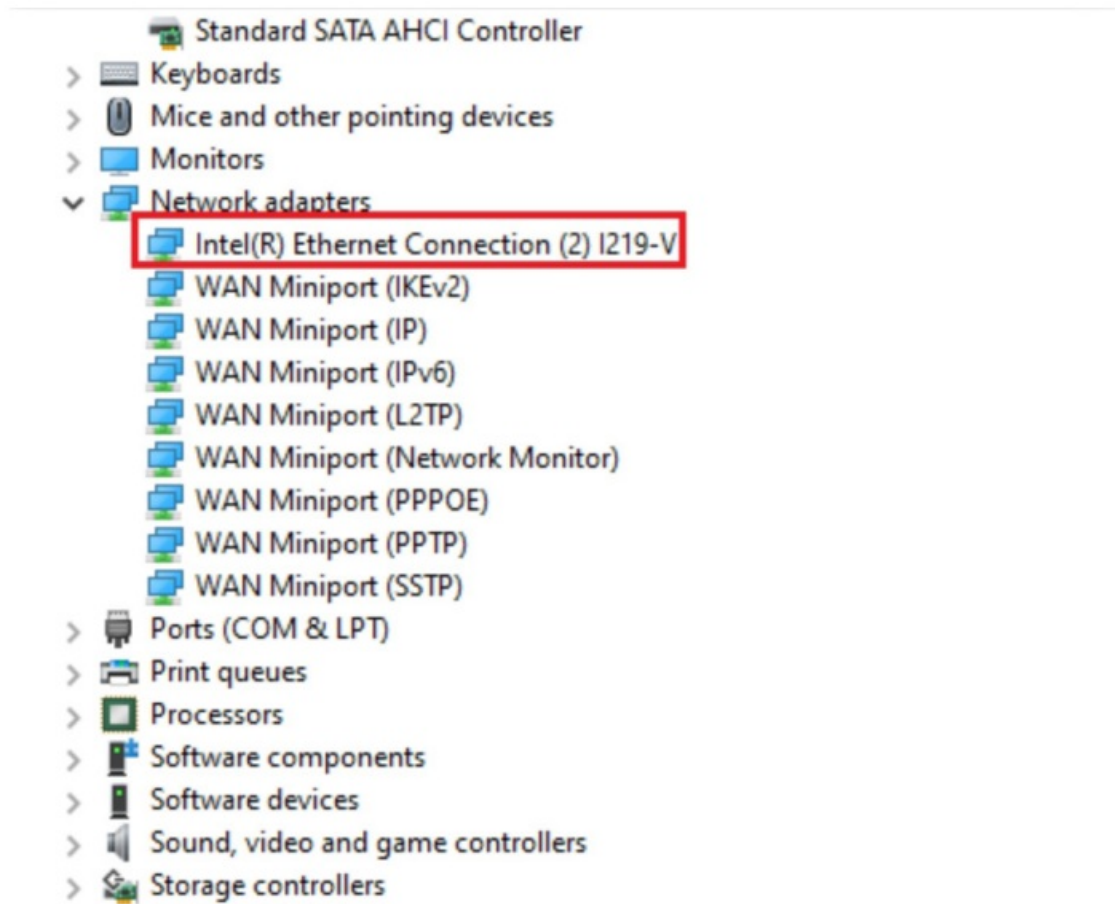 Standard SATA AHCI Controller
Keyboards
Mice and other pointing devices
Monitors
Network adapters
Intel(R) Ethernet Connection (2) I219-V
WAN Miniport (IKEv2)
WAN Miniport (IP)
WAN Miniport (IPv6)
WAN Miniport (L2TP)
WAN Miniport (Network Monitor)
WAN Miniport (PPPOE)
WAN Miniport (PPTP)
WAN Miniport (SSTP)
Ports (COM & LPT)
Print queues
Processors
Software components
Software devices
Sound, video and game controllers
Storage controllers